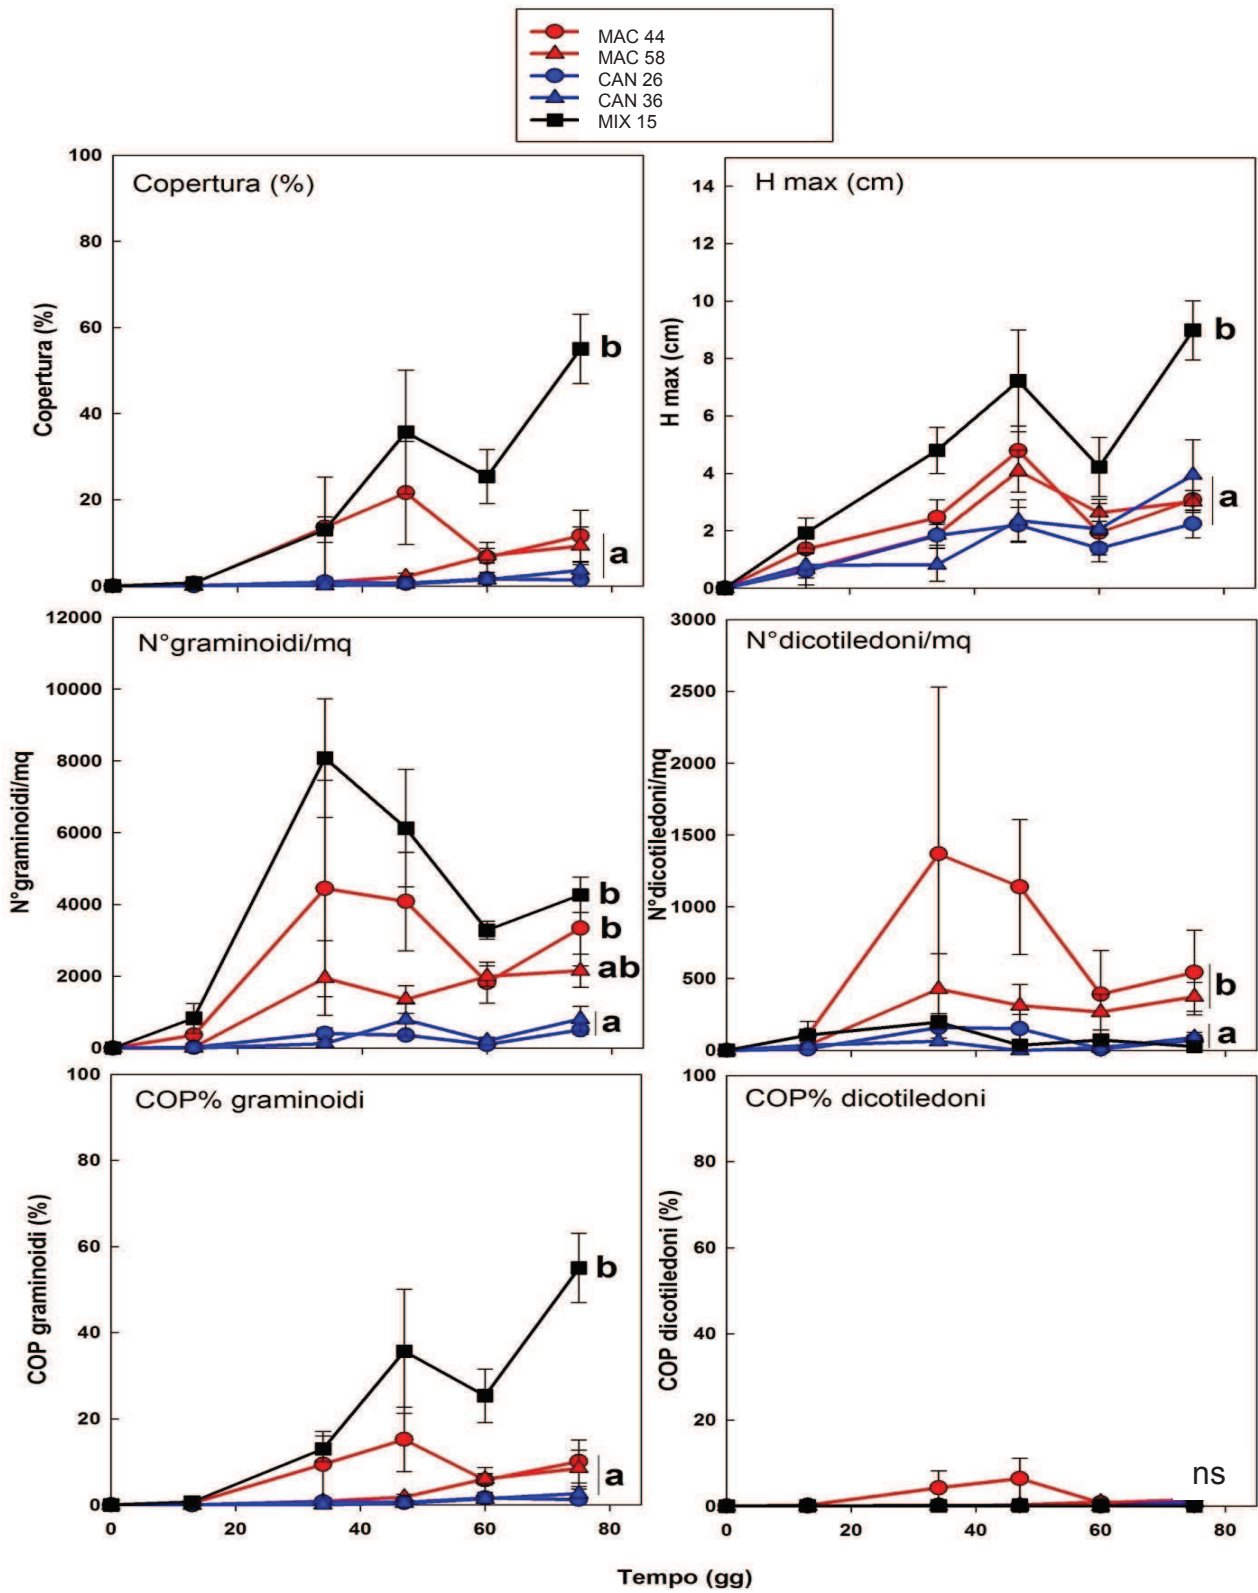 MAC 44
MAC 58
CAN 26
CAN 36
MIX 15
Copertura (%)
Copertura (%)
100
80
60
40
20
0
b
a
H max (cm)
H max (cm)
14
12
10
8
6
4
2
0
b
a
N°graminoidi/mq
N°graminoidi/mq
12000
10000
8000
6000
4000
2000
0
b
b
ab
a
N°dicotiledoni/mq
N°dicotiledoni/mq
3000
2500
2000
1500
1000
500
0
b
a
COP% graminoidi
COP graminoidi (%)
100
80
60
40
20
0
b
a
0 20 40 60 80
COP% dicotiledoni
COP dicotiledoni (%)
100
80
60
40
20
0
ns
0 20 40 60 80
Tempo (gg)